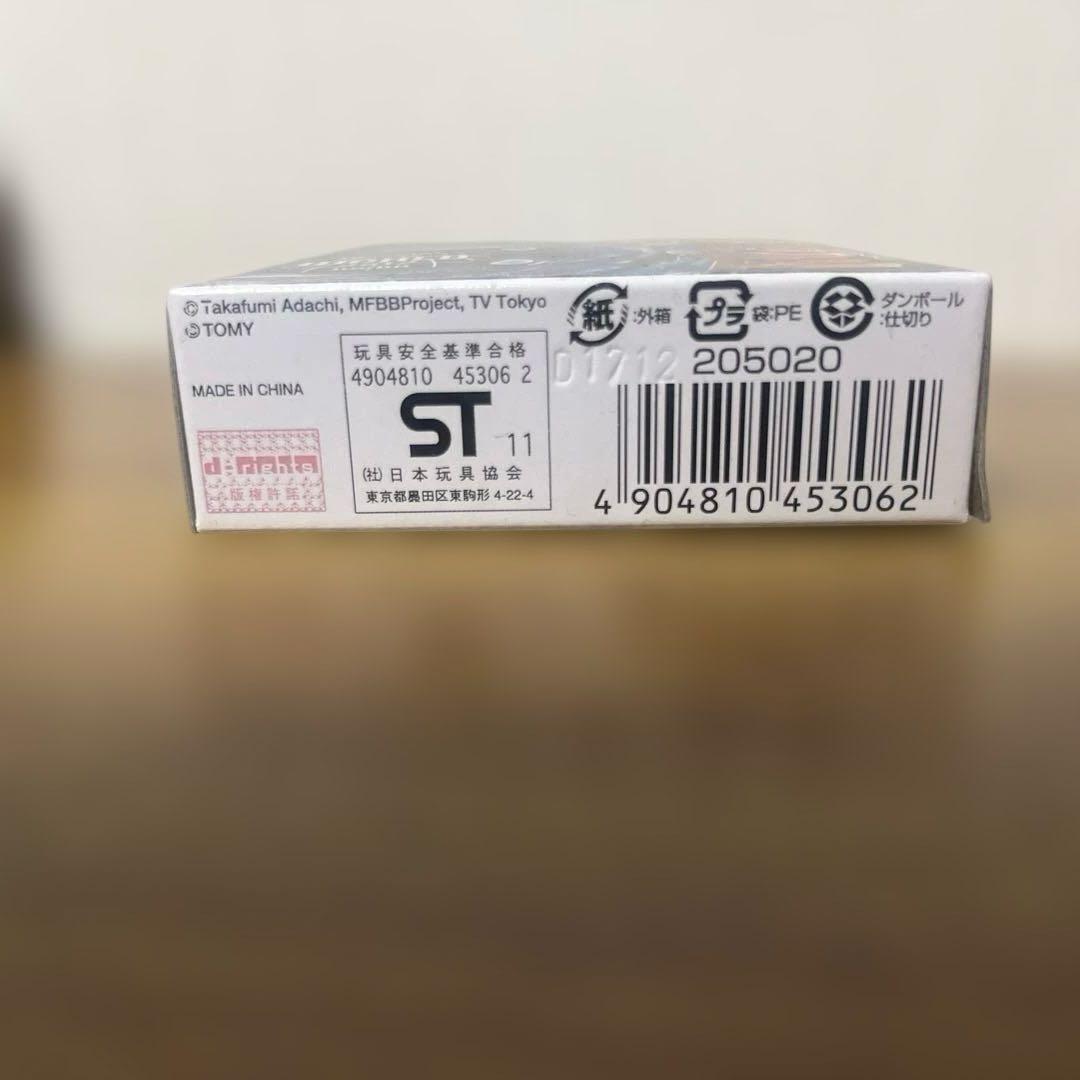 ©Takafumi Adachi, MFBBProject, TV Tokyo
©TOMY
MADE IN CHINA
d-rights
版権許諾
玩具安全基準合格
4904810 45306 2
ST 11
(社)日本玩具協会
東京都墨田区東駒形 4-22-4
紙 :外箱
プラ 袋:PE
ダンボール
:仕切り
D1712 205020
4 904810 453062